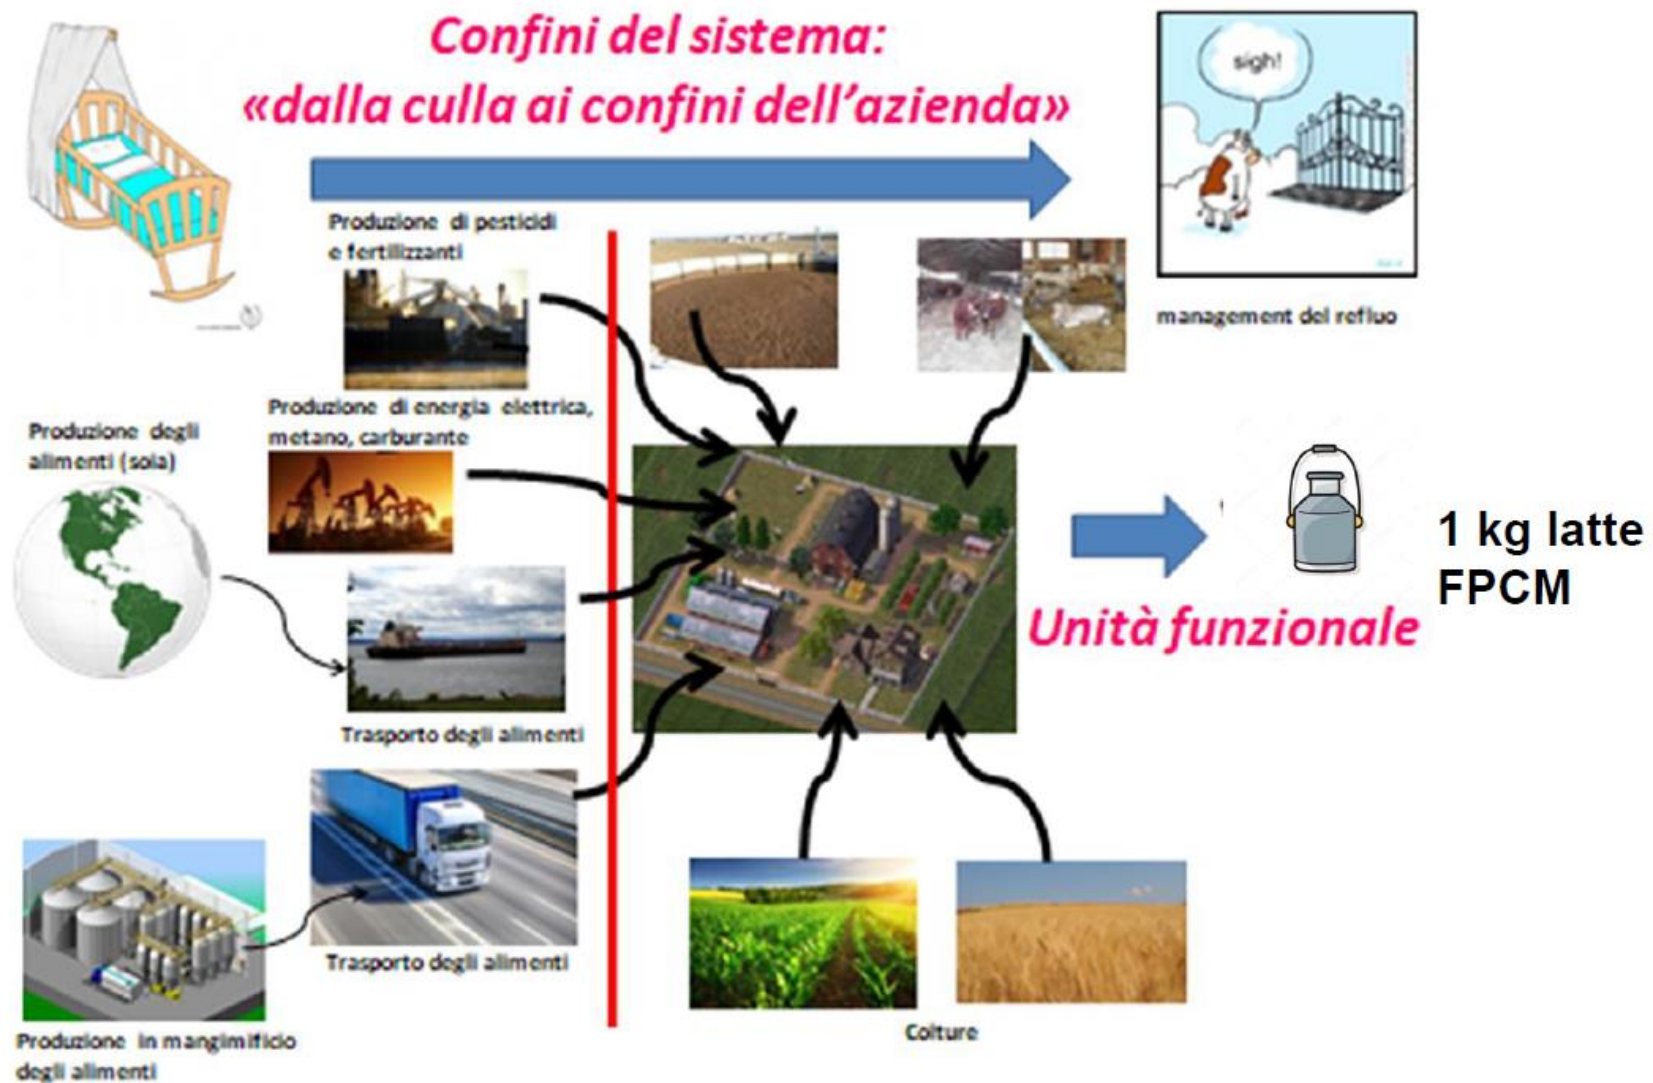 Confini del sistema:
«dalla culla ai confini dell’azienda»
sigh!
Produzione di pesticidi
e fertilizzanti
management del refluo
Produzione di energia elettrica,
metano, carburante
Produzione degli
alimenti (soia)
1 kg latte
FPCM
Unità funzionale
Trasporto degli alimenti
Trasporto degli alimenti
Produzione in mangimificio
degli alimenti
Colture